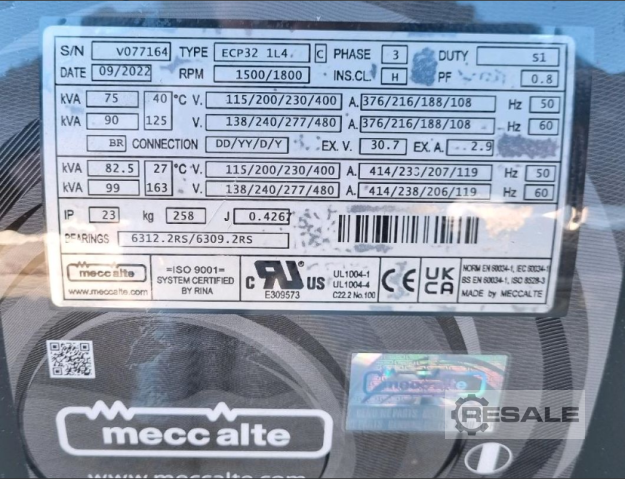 S/N V077164 TYPE ECP32 1L4 C PHASE 3 DUTY S1
DATE 09/2022 RPM 1500/1800 INS.CL. H PF 0.8
kVA 75 40 °C V. 115/200/230/400 A. 376/216/188/108 Hz 50
kVA 90 125 V. 138/240/277/480 A. 376/216/188/108 Hz 60
BR CONNECTION DD/YY/D/Y EX. V. 30.7 EX. A. 2.9
kVA 82.5 27 °C V. 115/200/230/400 A. 414/238/207/119 Hz 50
kVA 99 163 V. 138/240/277/480 A. 414/238/206/119 Hz 60
IP 23 kg 258 J 0.4267
BEARINGS 6312.2RS/6309.2RS
meccalte
www.meccalte.com
=ISO 9001=
SYSTEM CERTIFIED
BY RINA
C UR US
E309573
UL1004-1
UL1004-4
C22.2 No.100
CE
UK
CA
NORM EN 60034-1, IEC 60034-1
BS EN 60034-1, ISO 8528-3
MADE by MECCALTE
meccalte
RESALE
meccalte
www.meccalte.com